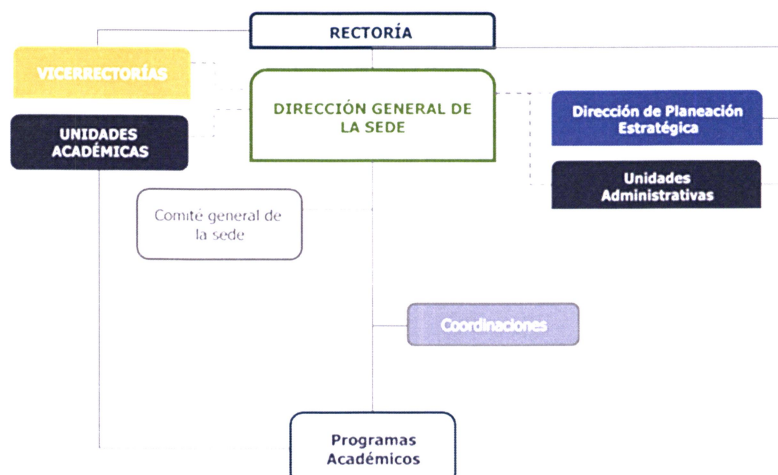 RECTORÍA
VICERRECTORÍAS
DIRECCIÓN GENERAL DE
LA SEDE
UNIDADES
ACADÉMICAS
Dirección de Planeación
Estratégica
Unidades
Administrativas
Comité general de
la sede
Coordinaciones
Programas
Académicos